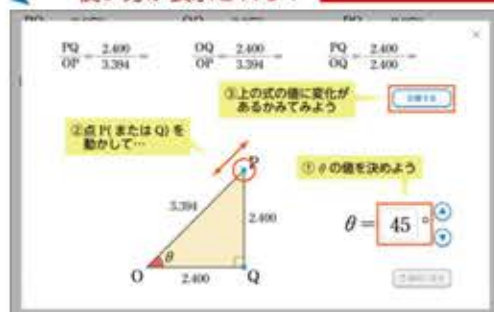 PQ/OP = 2.400/3.394 =
OQ/OP = 2.400/3.394 =
PQ/OQ = 2.400/2.400 =
×
③上の式の値に変化が
あるかみてみよう
②点 P(または Q) を
動かして…
P
① θ の値を決めよう
3.394
2.400
θ = 45 °
θ
O
2.400
Q